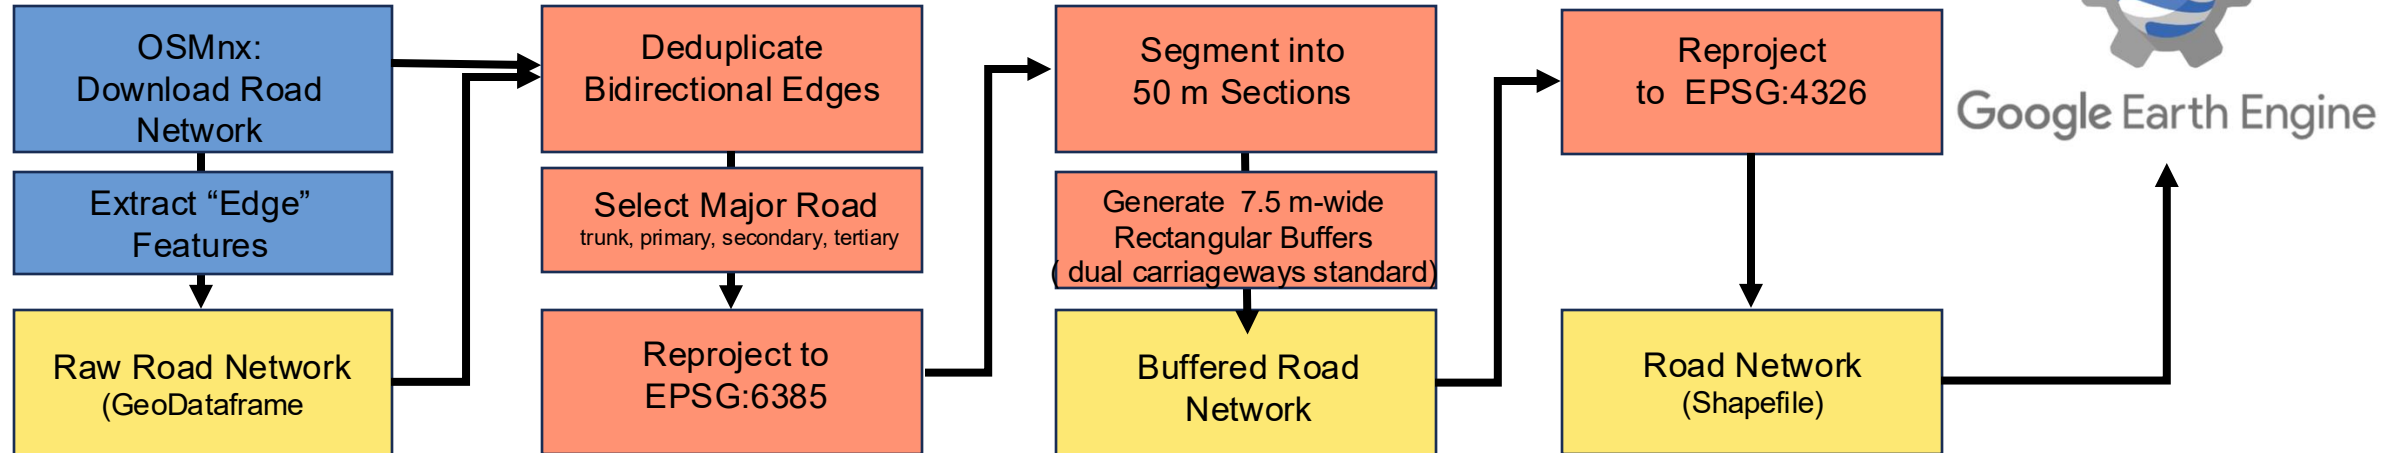 OSMnx:
Download Road
Network
Extract “Edge”
Features
Raw Road Network
(GeoDataframe
Deduplicate
Bidirectional Edges
Select Major Road
trunk, primary, secondary, tertiary
Reproject to
EPSG:6385
Segment into
50 m Sections
Generate 7.5 m-wide
Rectangular Buffers
( dual carriageways standard)
Buffered Road
Network
Reproject
to EPSG:4326
Road Network
(Shapefile)
Google Earth Engine